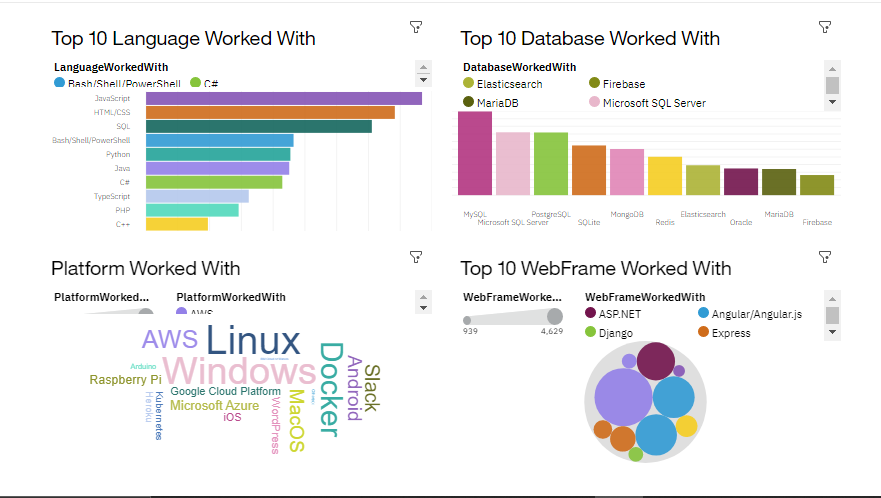 Top 10 Language Worked With
LanguageWorkedWith
Bash/Shell/PowerShell C#
JavaScript
HTML/CSS
SQL
Bash/Shell/PowerShell
Python
Java
C#
TypeScript
PHP
C++
Top 10 Database Worked With
DatabaseWorkedWith
Elasticsearch Firebase
MariaDB Microsoft SQL Server
MySQL PostgreSQL MongoDB Elasticsearch MariaDB
Microsoft SQL Server SQLite Redis Oracle Firebase
Platform Worked With
PlatformWorked... PlatformWorkedWith
AWS
AWS
Linux
Windows
Docker
Android
Slack
Arduino
Raspberry Pi
Google Cloud Platform
Microsoft Azure
iOS
Heroku
Kubernetes
WordPress
MacOS
Top 10 WebFrame Worked With
WebFrameWorke... WebFrameWorkedWith
939 4,629
ASP.NET Angular/Angular.js
Django Express